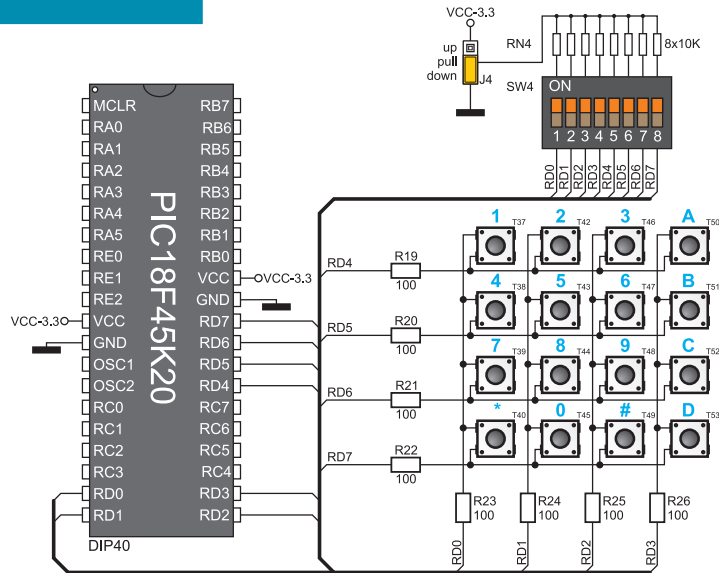 VCC-3.3
up
pull
down
J4
RN4
8x10K
SW4
ON
1 2 3 4 5 6 7 8
RD0 RD1 RD2 RD3 RD4 RD5 RD6 RD7
MCLR RB7
RA0 RB6
RA1 RB5
RA2 RB4
RA3 RB3
RA4 RB2
RA5 RB1
RE0 RB0
RE1 VCC VCC-3.3
RE2 GND
VCC-3.3 VCC RD7
GND RD6
OSC1 RD5
OSC2 RD4
RC0 RC7
RC1 RC6
RC2 RC5
RC3 RC4
RD0 RD3
RD1 RD2
PIC18F45K20
DIP40
1 T37 2 T42 3 T46 A T50
RD4 R19 100
4 T38 5 T43 6 T47 B T51
RD5 R20 100
7 T39 8 T44 9 T48 C T52
RD6 R21 100
* T40 0 T45 # T49 D T53
RD7 R22 100
R23 100 R24 100 R25 100 R26 100
RD0 RD1 RD2 RD3